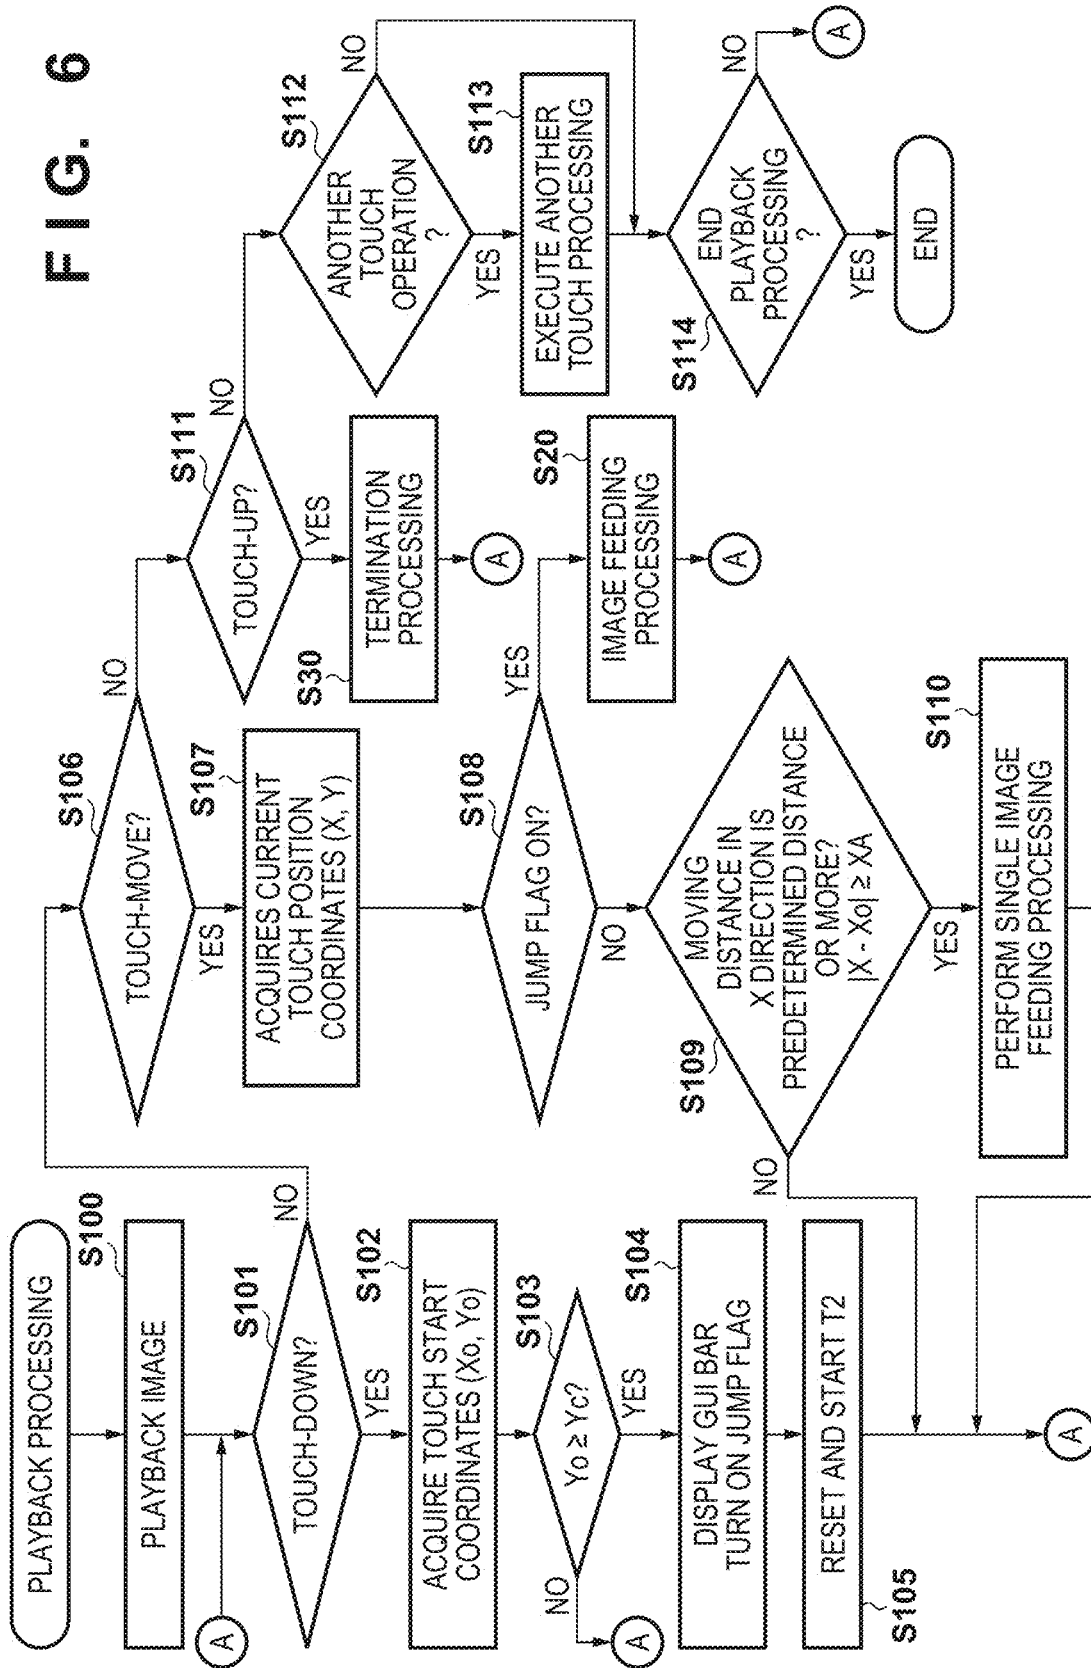 FIG. 6
PLAYBACK PROCESSING
S100
PLAYBACK IMAGE
A
S101
TOUCH-DOWN?
NO
YES
S102
ACQUIRE TOUCH START
COORDINATES (Xo, Yo)
S103
Yo ≥ Yc?
NO
A
YES
S104
DISPLAY GUI BAR
TURN ON JUMP FLAG
S105
RESET AND START T2
A
S106
TOUCH-MOVE?
NO
YES
S107
ACQUIRES CURRENT
TOUCH POSITION
COORDINATES (X, Y)
S108
JUMP FLAG ON?
YES
NO
S109
MOVING
DISTANCE IN
X DIRECTION IS
PREDETERMINED DISTANCE
OR MORE?
|X - Xo| ≥ XA
NO
YES
S110
PERFORM SINGLE IMAGE
FEEDING PROCESSING
S111
TOUCH-UP?
NO
YES
S30
TERMINATION
PROCESSING
A
S20
IMAGE FEEDING
PROCESSING
A
S112
ANOTHER
TOUCH
OPERATION
?
NO
YES
S113
EXECUTE ANOTHER
TOUCH PROCESSING
S114
END
PLAYBACK
PROCESSING
?
NO
A
YES
END